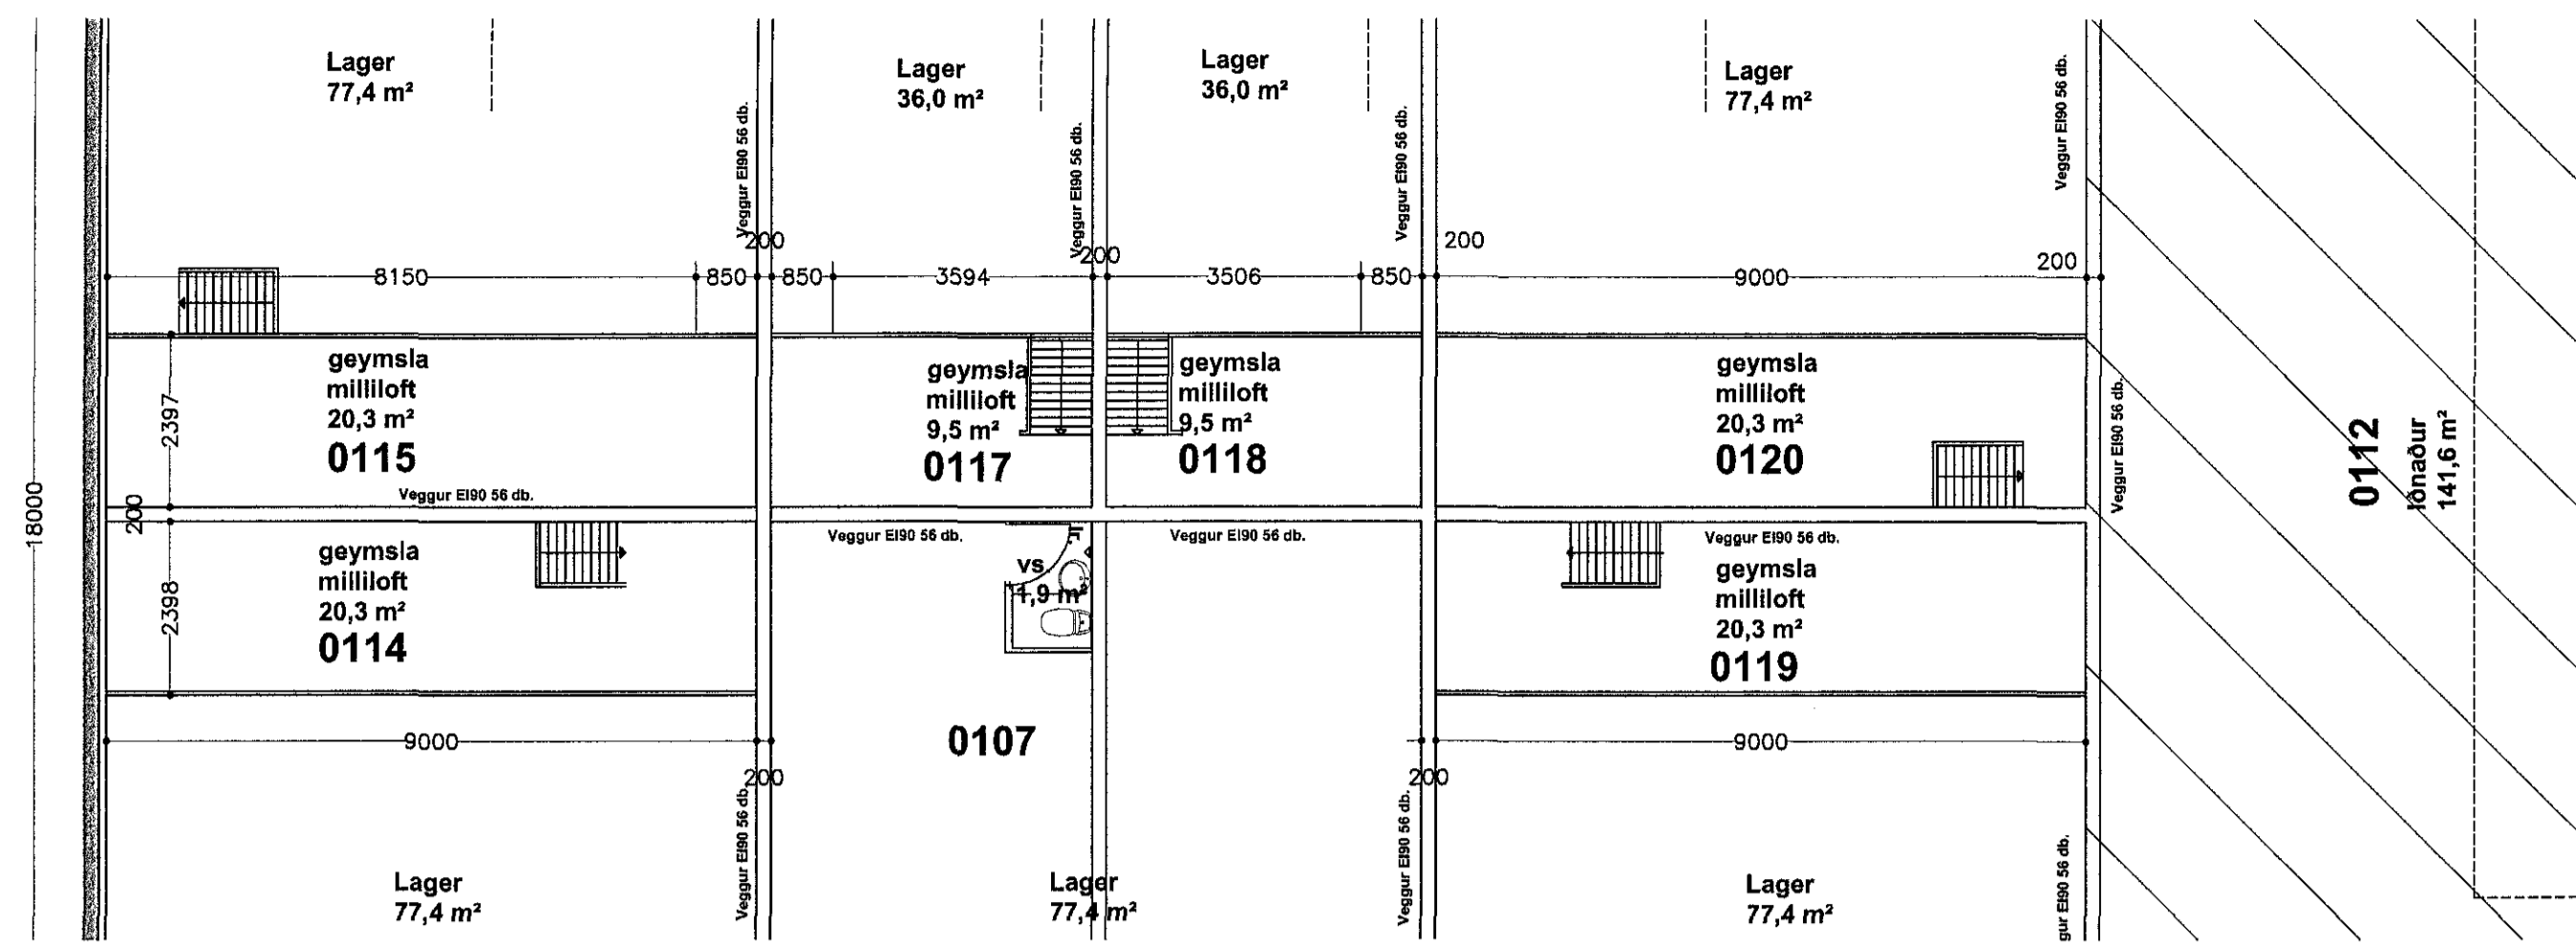 Lager
77,4 m²
Lager
36,0 m²
Lager
36,0 m²
Lager
77,4 m²
Veggur EI90 56 db.
Veggur EI90 56 db.
Veggur EI90 56 db.
Veggur EI90 56 db.
200
200
200
200
8150
850
850
3594
3506
850
9000
geymsla
milliloft
20,3 m²
0115
geymsla
milliloft
9,5 m²
0117
geymsla
milliloft
9,5 m²
0118
geymsla
milliloft
20,3 m²
0120
2397
Veggur EI90 56 db.
0112
Iðnaður
141,6 m²
18000
200
Veggur EI90 56 db.
Veggur EI90 56 db.
Veggur EI90 56 db.
Veggur EI90 56 db.
geymsla
milliloft
20,3 m²
0114
2398
vs.
1,9 m²
geymsla
milliloft
20,3 m²
0119
9000
0107
9000
200
200
Veggur EI90 56 db.
Veggur EI90 56 db.
gur EI90 56 db.
Lager
77,4 m²
Lager
77,4 m²
Lager
77,4 m²